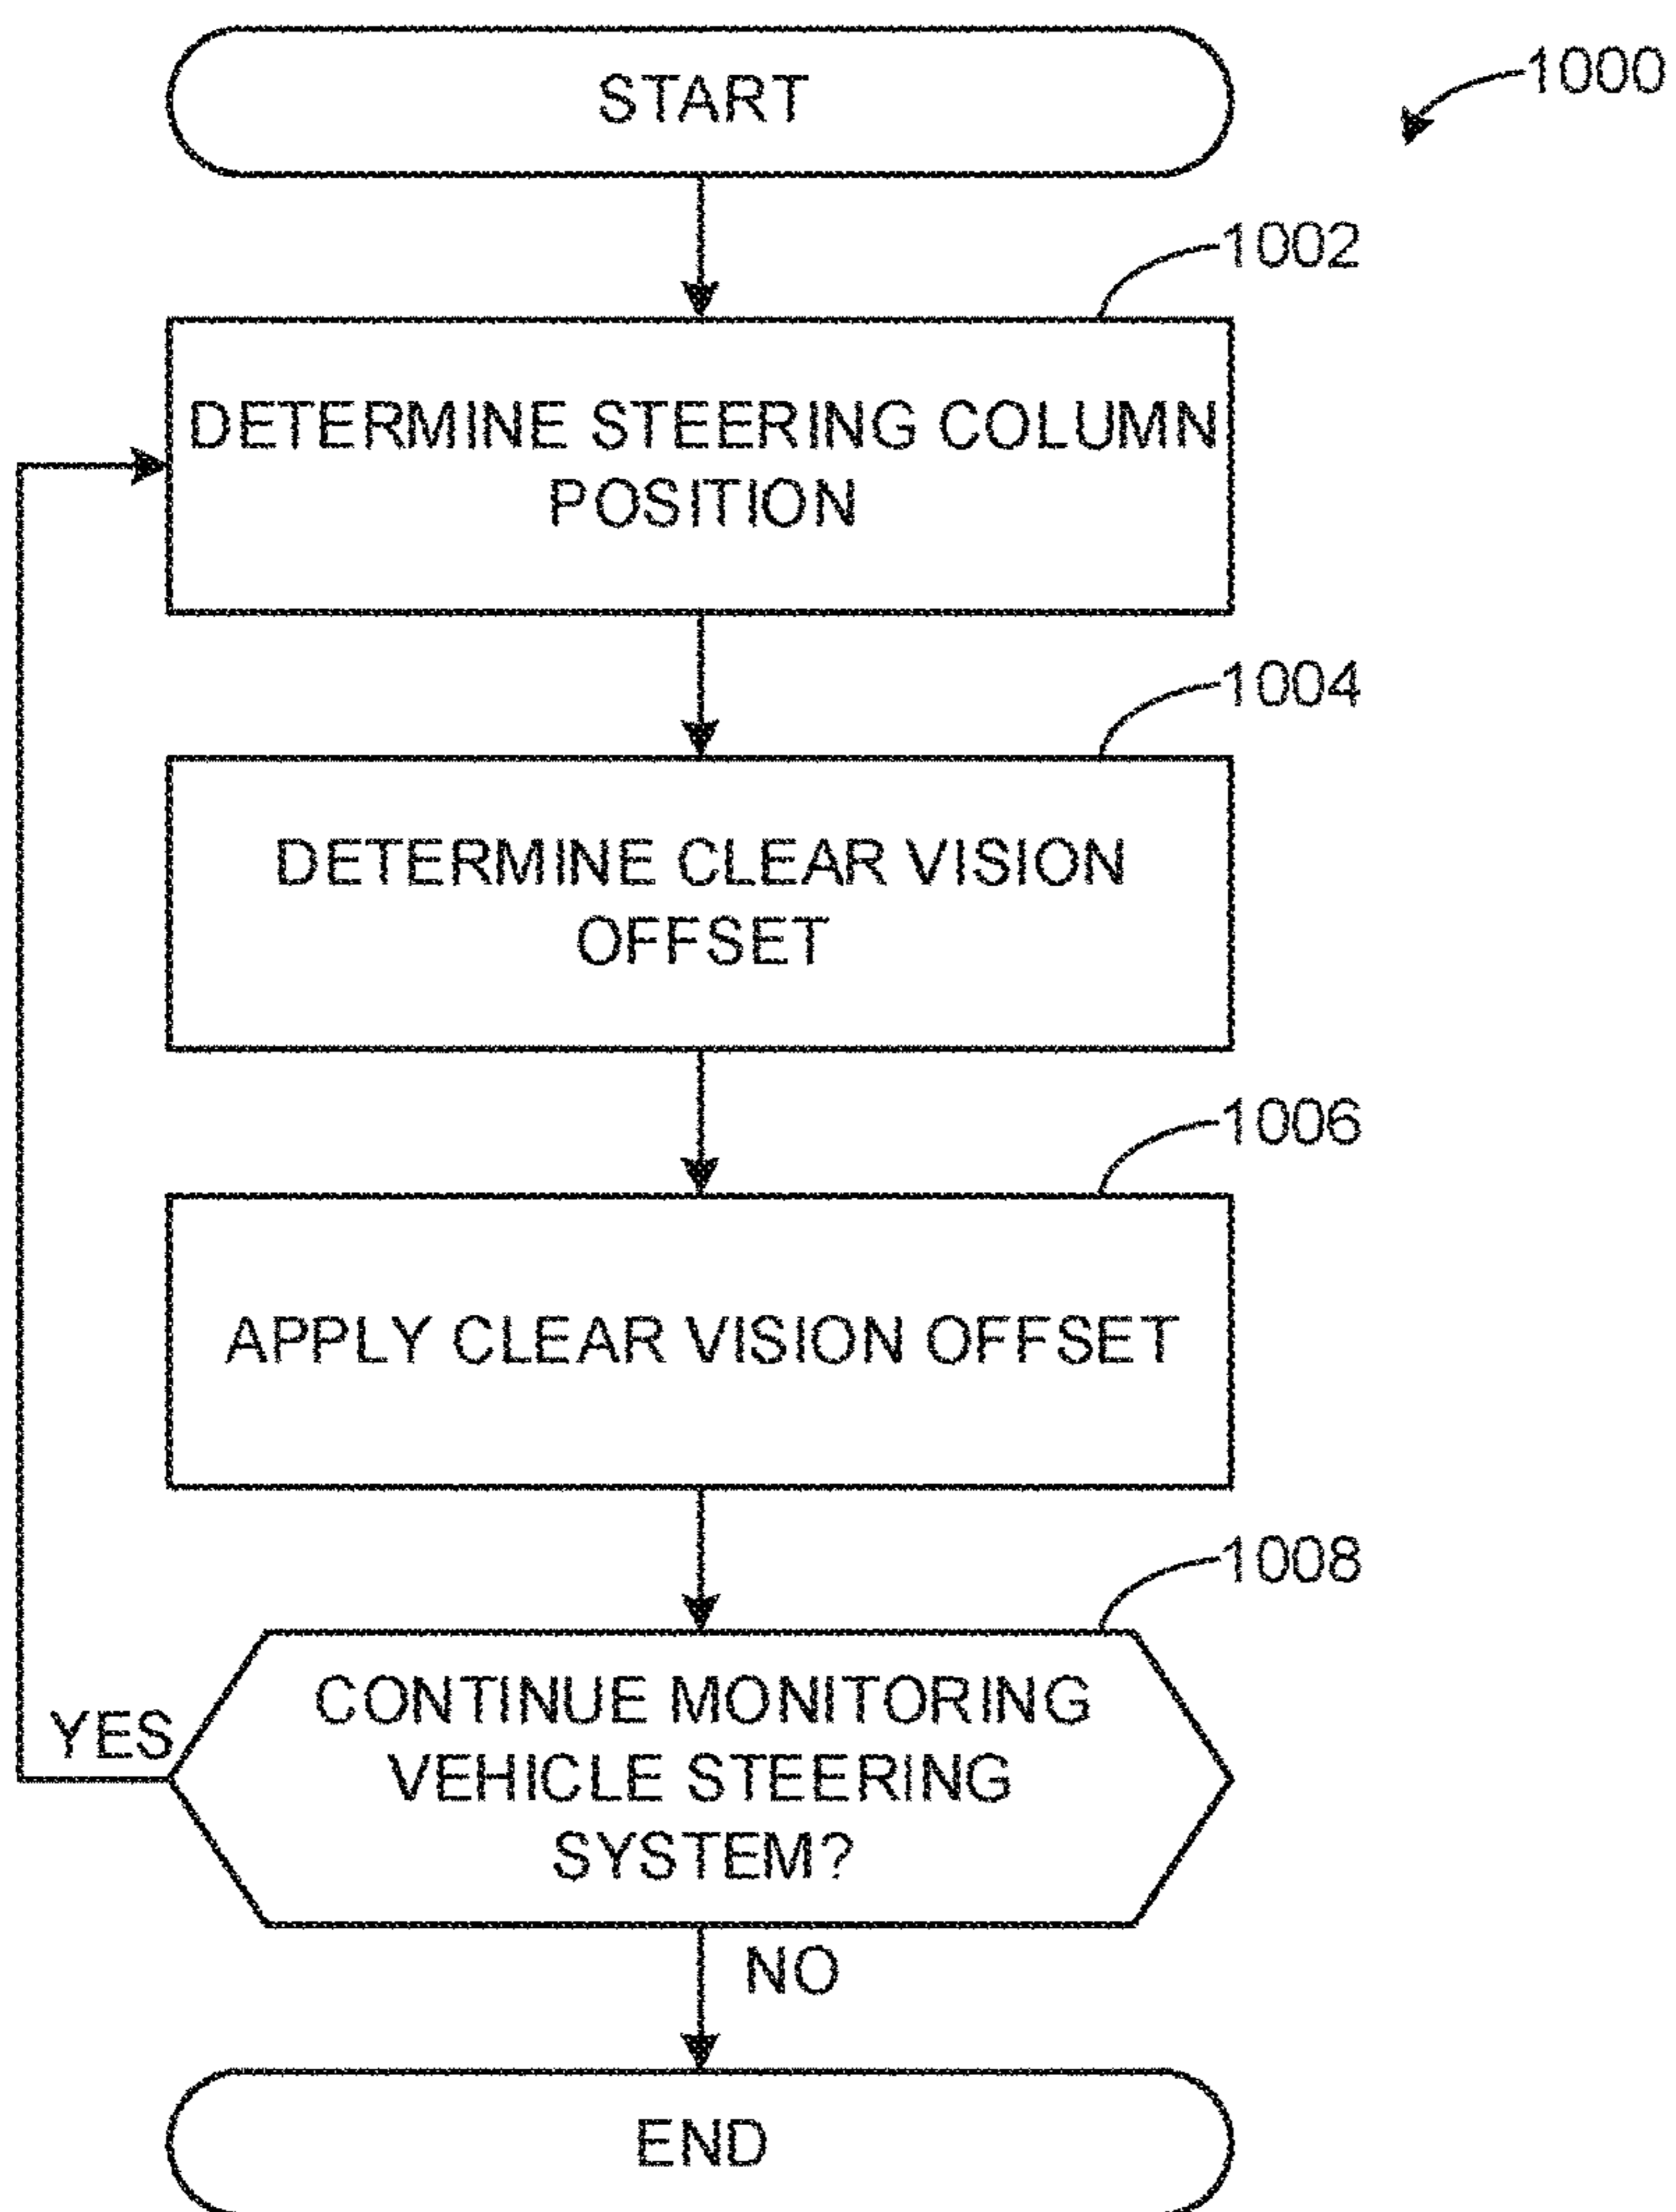 START
1000
1002
DETERMINE STEERING COLUMN
POSITION
1004
DETERMINE CLEAR VISION
OFFSET
1006
APPLY CLEAR VISION OFFSET
1008
CONTINUE MONITORING
VEHICLE STEERING
SYSTEM?
YES
NO
END